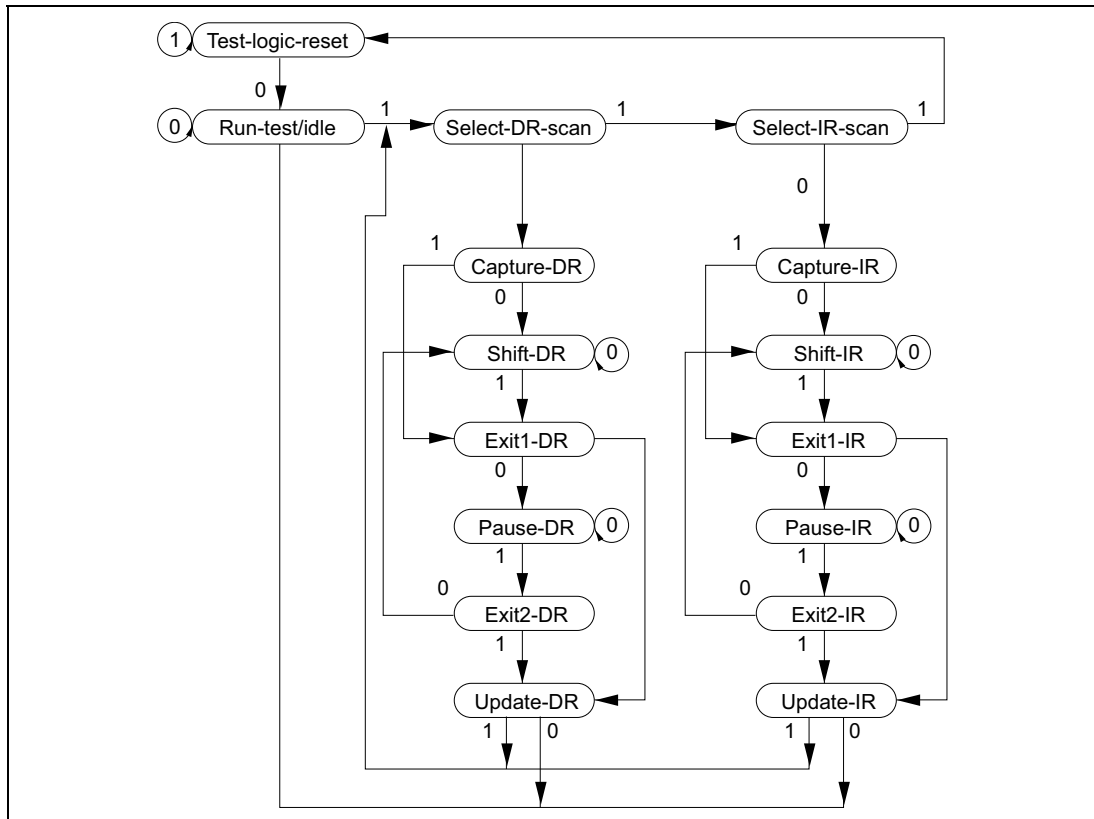 1 Test-logic-reset
0
0 Run-test/idle 1 Select-DR-scan 1 Select-IR-scan 1
0
1 1
Capture-DR Capture-IR
0 0
Shift-DR 0 Shift-IR 0
1 1
Exit1-DR Exit1-IR
0 0
Pause-DR 0 Pause-IR 0
1 1
0 0
Exit2-DR Exit2-IR
1 1
Update-DR Update-IR
1 0 1 0